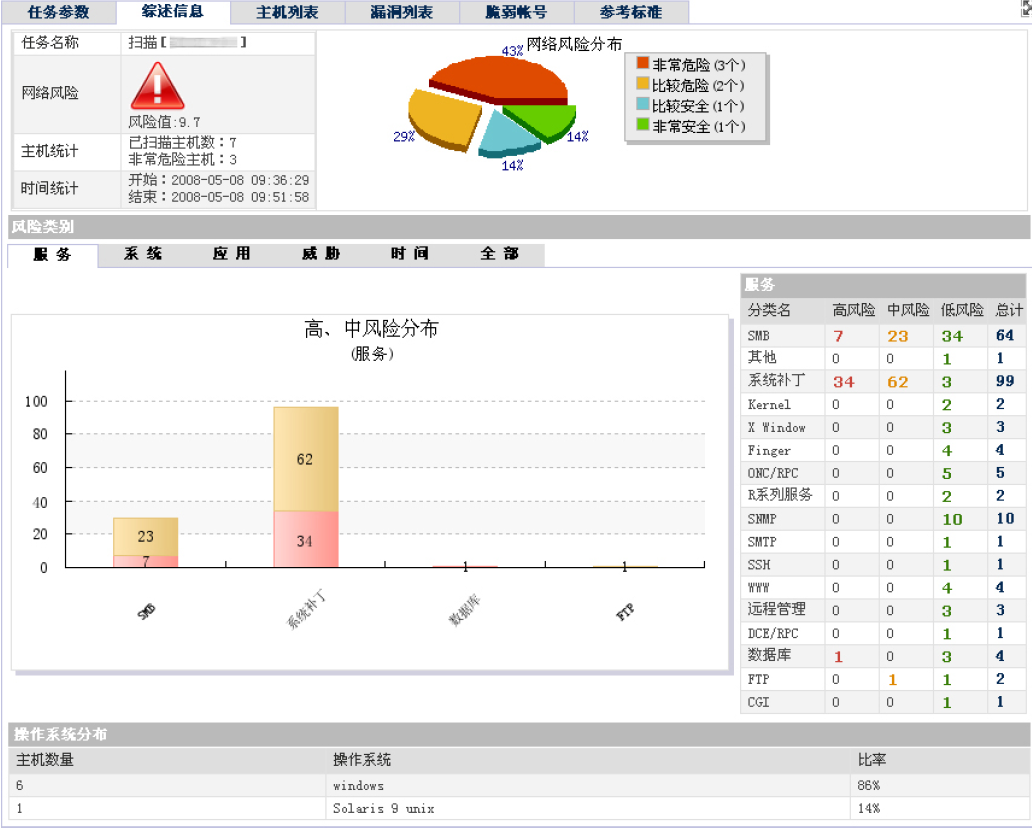 任务参数 综述信息 主机列表 漏洞列表 脆弱帐号 参考标准
任务名称 扫描【 】
网络风险
风险值:9.7
主机统计 已扫描主机数：7
非常危险主机：3
时间统计 开始：2008-05-08 09:36:29
结束：2008-05-08 09:51:58
网络风险分布
43%
29%
14%
14%
非常危险(3个)
比较危险(2个)
比较安全(1个)
非常安全(1个)
风险类别
服 务 系 统 应 用 威 胁 时 间 全 部
高、中风险分布
(服务)
100
80
60
40
20
0
23
7
62
34
1
1
SMB 系统补丁 数据库 FTP
服务
分类名 高风险 中风险 低风险 总计
SMB 7 23 34 64
其他 0 0 1 1
系统补丁 34 62 3 99
Kernel 0 0 2 2
X Window 0 0 3 3
Finger 0 0 4 4
ONC/RPC 0 0 5 5
R系列服务 0 0 2 2
SNMP 0 0 10 10
SMTP 0 0 1 1
SSH 0 0 1 1
WWW 0 0 4 4
远程管理 0 0 3 3
DCE/RPC 0 0 1 1
数据库 1 0 3 4
FTP 0 1 1 2
CGI 0 0 1 1
操作系统分布
主机数量 操作系统 比率
6 windows 86%
1 Solaris 9 unix 14%